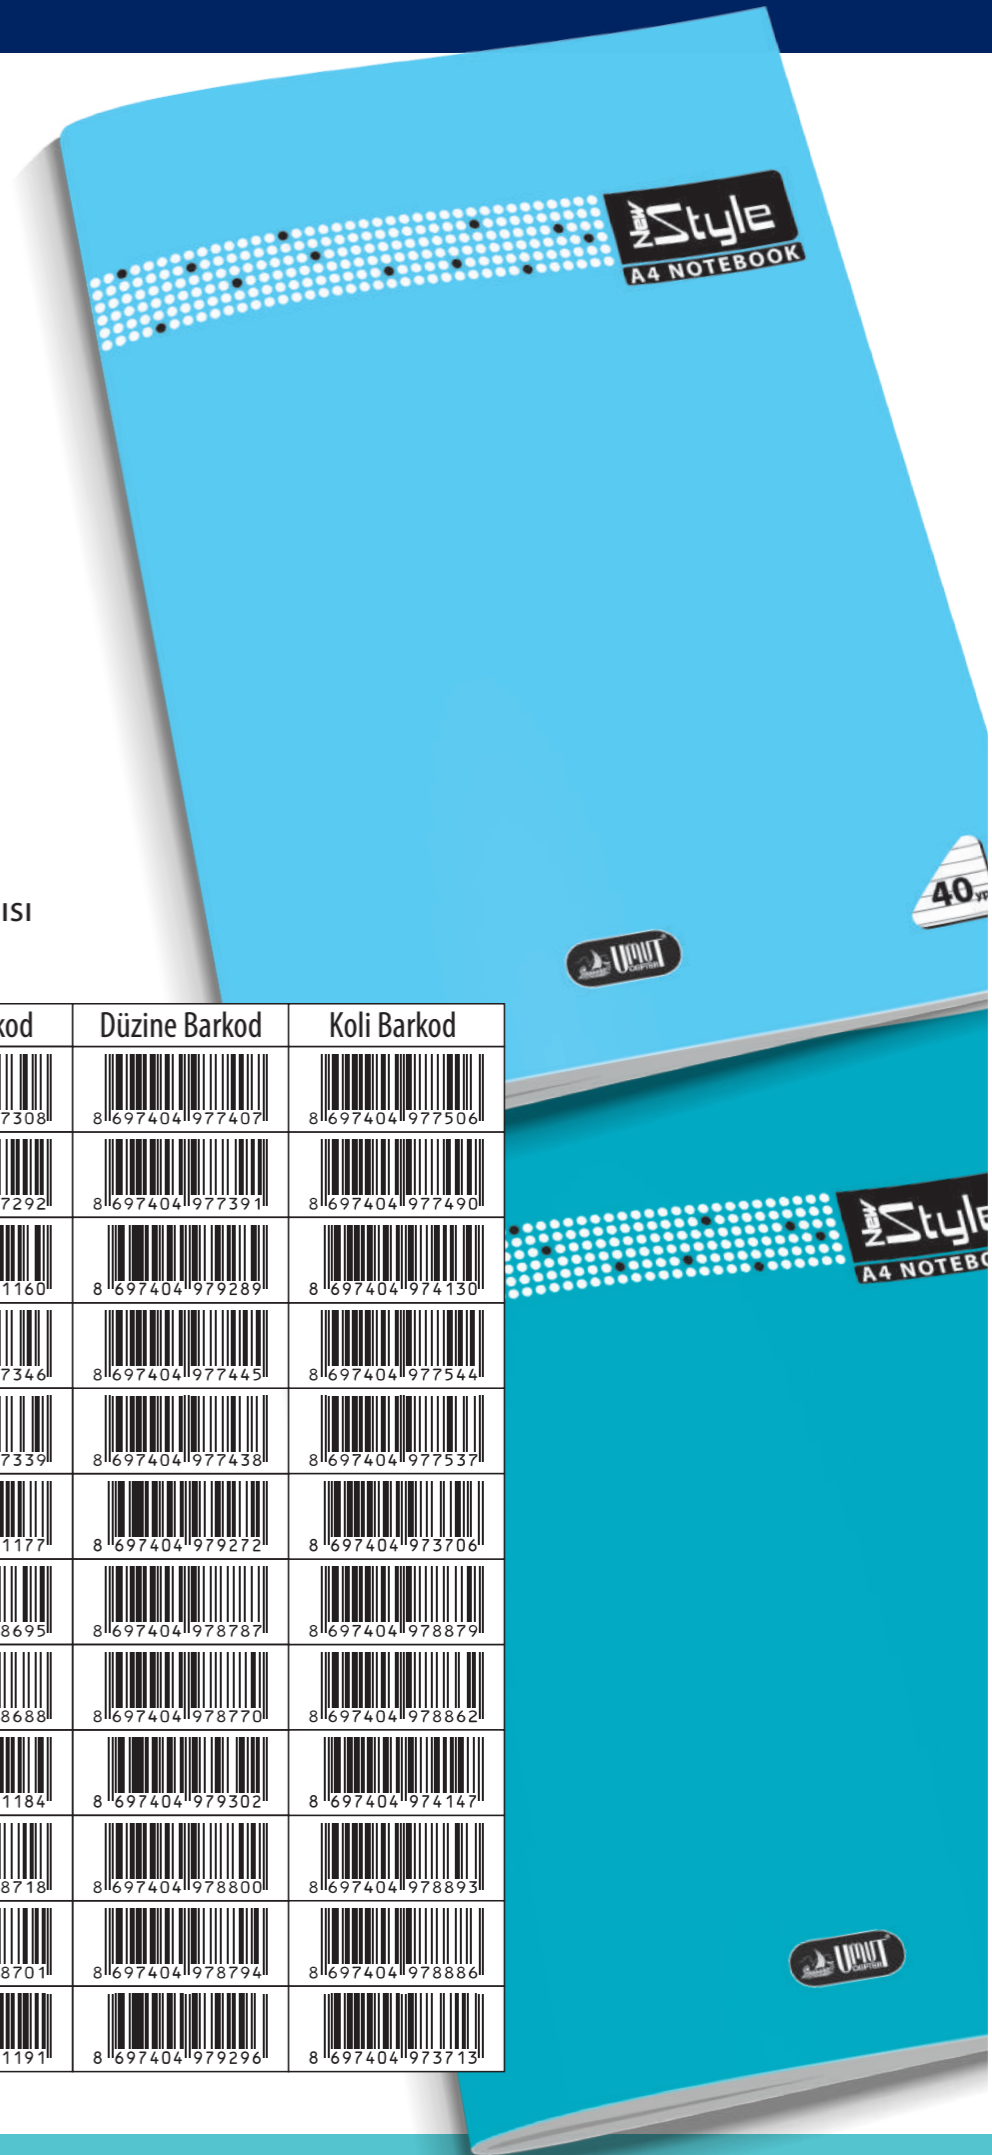 New Style
A4 NOTEBOOK
40 YP
UMUT
DEFTER
ISI
kod Düzine Barkod Koli Barkod
7308 8 697404 977407 8 697404 977506
7292 8 697404 977391 8 697404 977490
1160 8 697404 979289 8 697404 974130
7346 8 697404 977445 8 697404 977544
7339 8 697404 977438 8 697404 977537
1177 8 697404 979272 8 697404 973706
8695 8 697404 978787 8 697404 978879
8688 8 697404 978770 8 697404 978862
1184 8 697404 979302 8 697404 974147
8718 8 697404 978800 8 697404 978893
8701 8 697404 978794 8 697404 978886
1191 8 697404 979296 8 697404 973713
New Style
A4 NOTEBO
UMUT
DEFTER